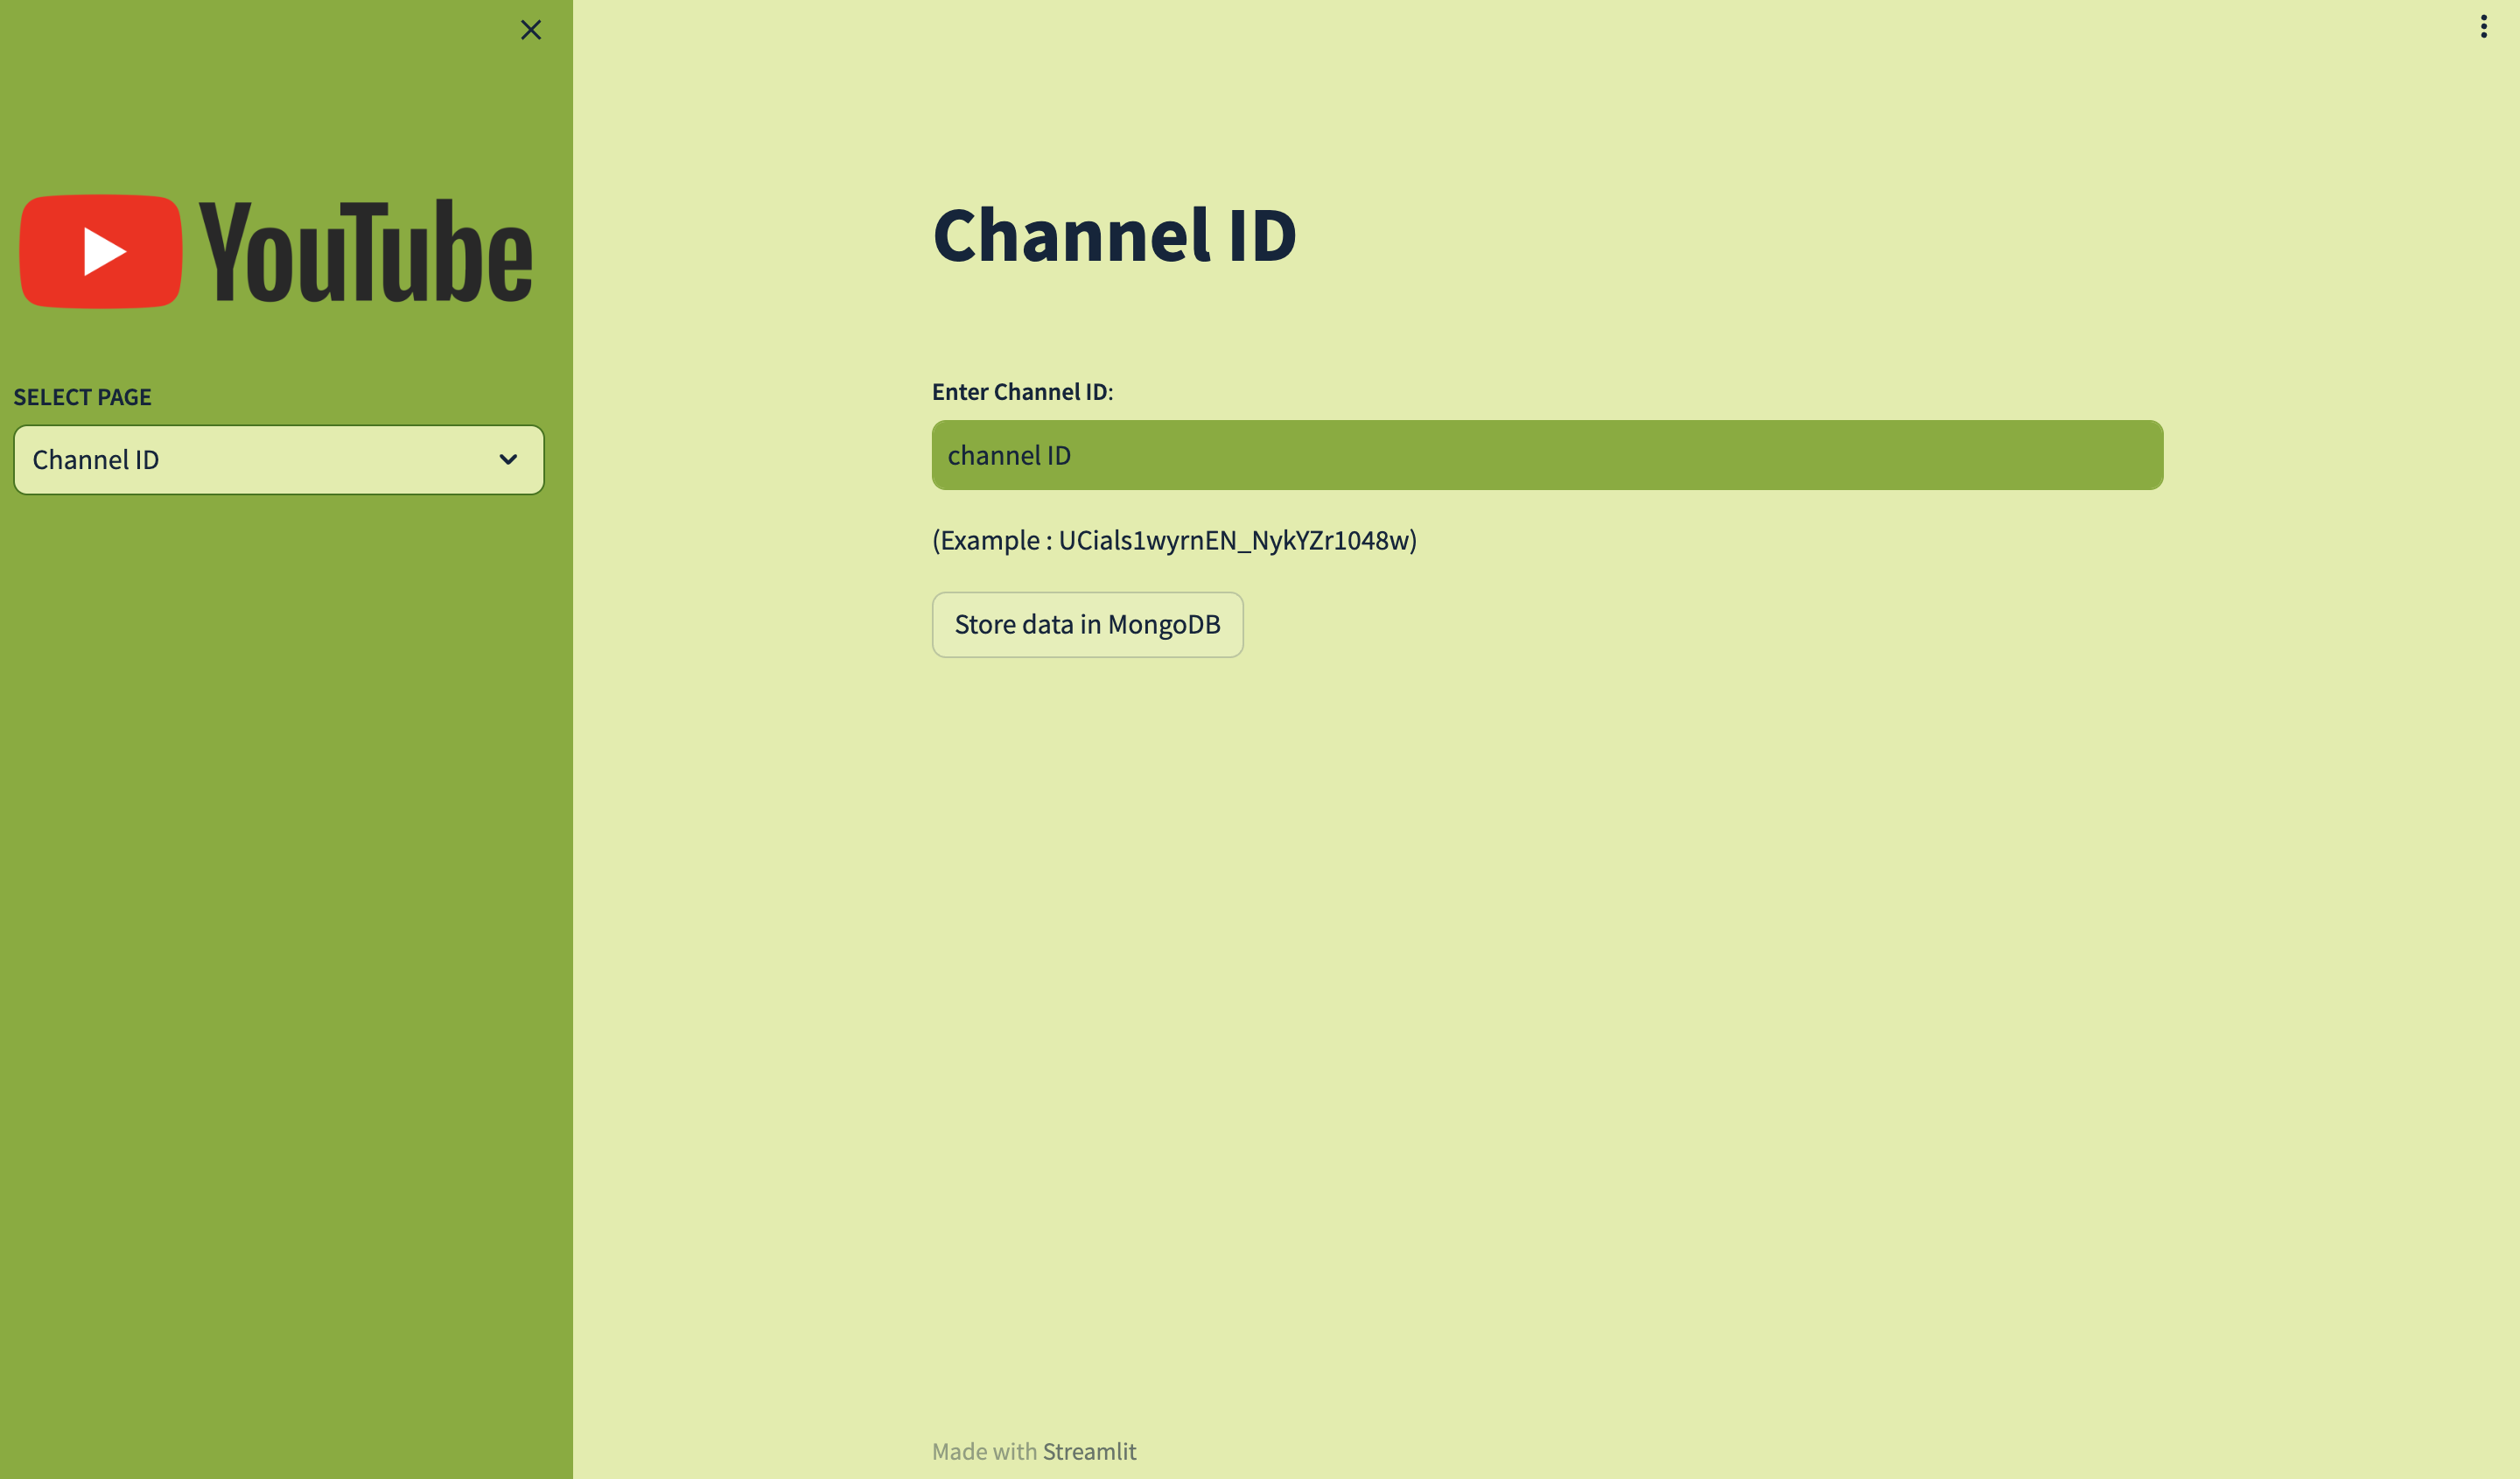 YouTube
SELECT PAGE
Channel ID
Channel ID
Enter Channel ID:
channel ID
(Example : UCials1wyrnEN_NykYZr1048w)
Store data in MongoDB
Made with Streamlit